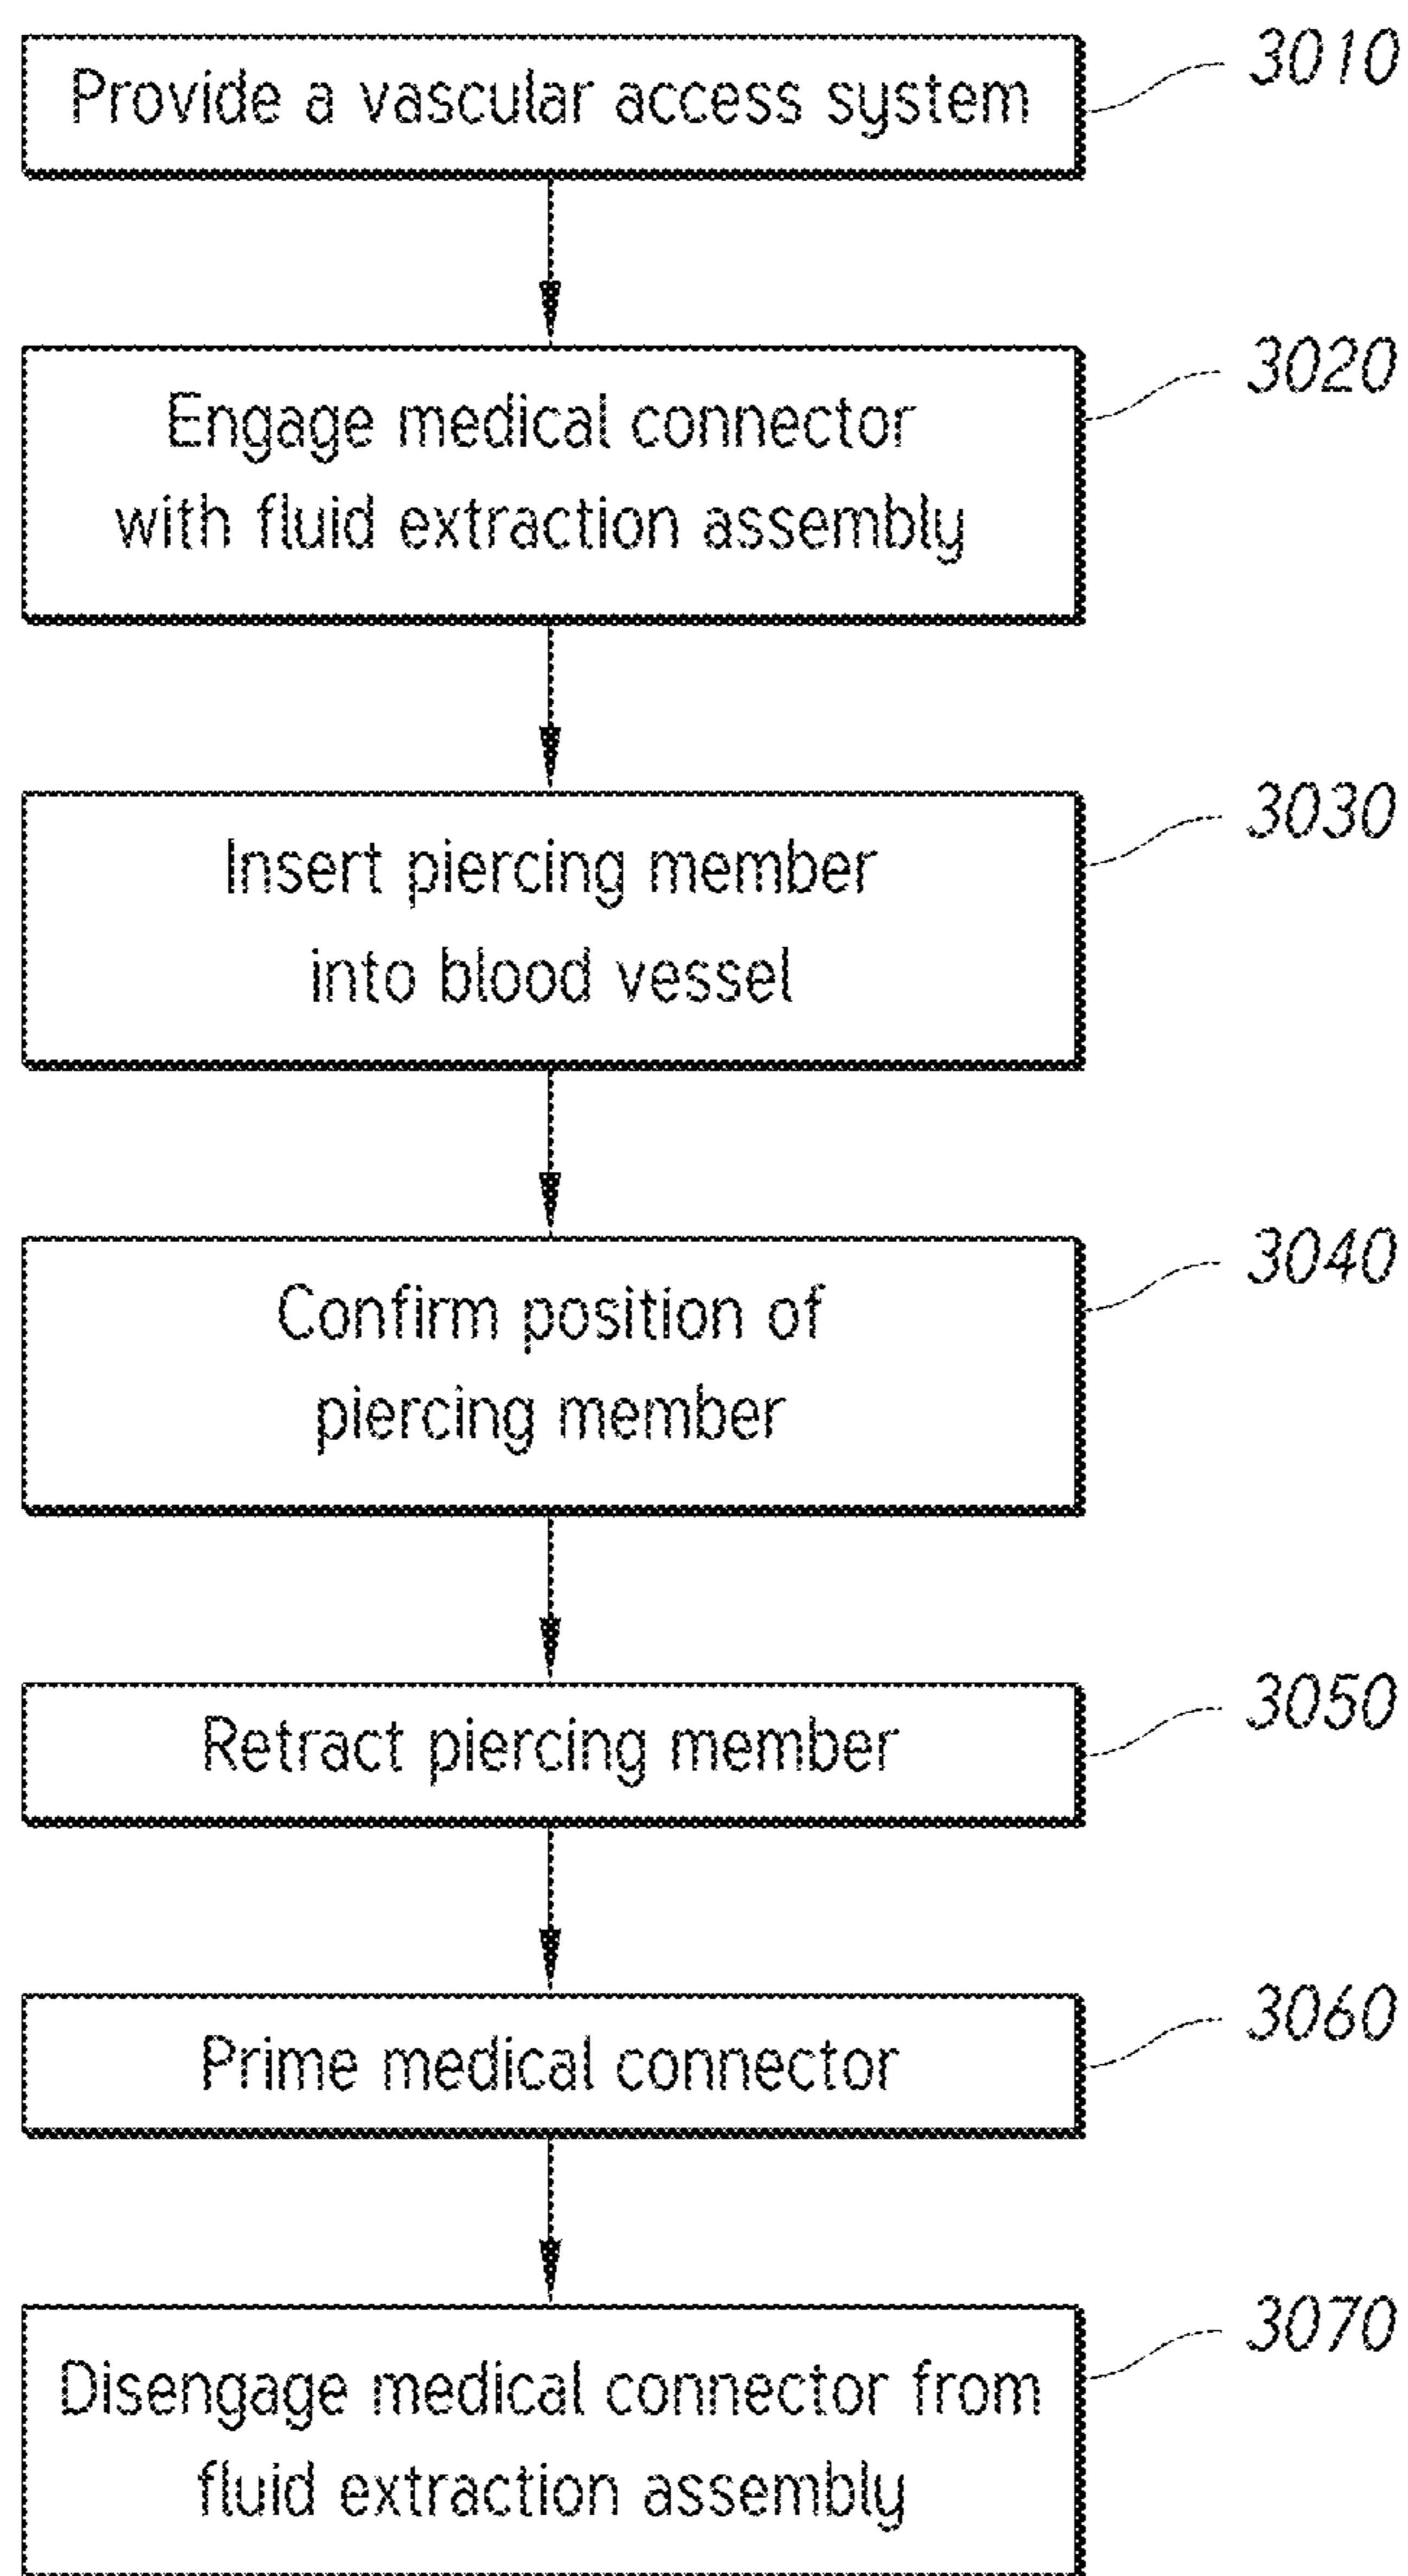 Provide a vascular access system
3010
Engage medical connector
with fluid extraction assembly
3020
Insert piercing member
into blood vessel
3030
Confirm position of
piercing member
3040
Retract piercing member
3050
Prime medical connector
3060
Disengage medical connector from
fluid extraction assembly
3070